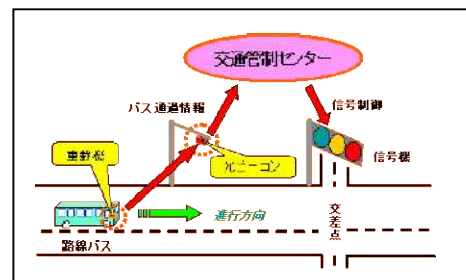 交通管制センター
バス通過情報
信号制御
車載機
光ビーコン
信号機
進行方向
交差点
路線バス